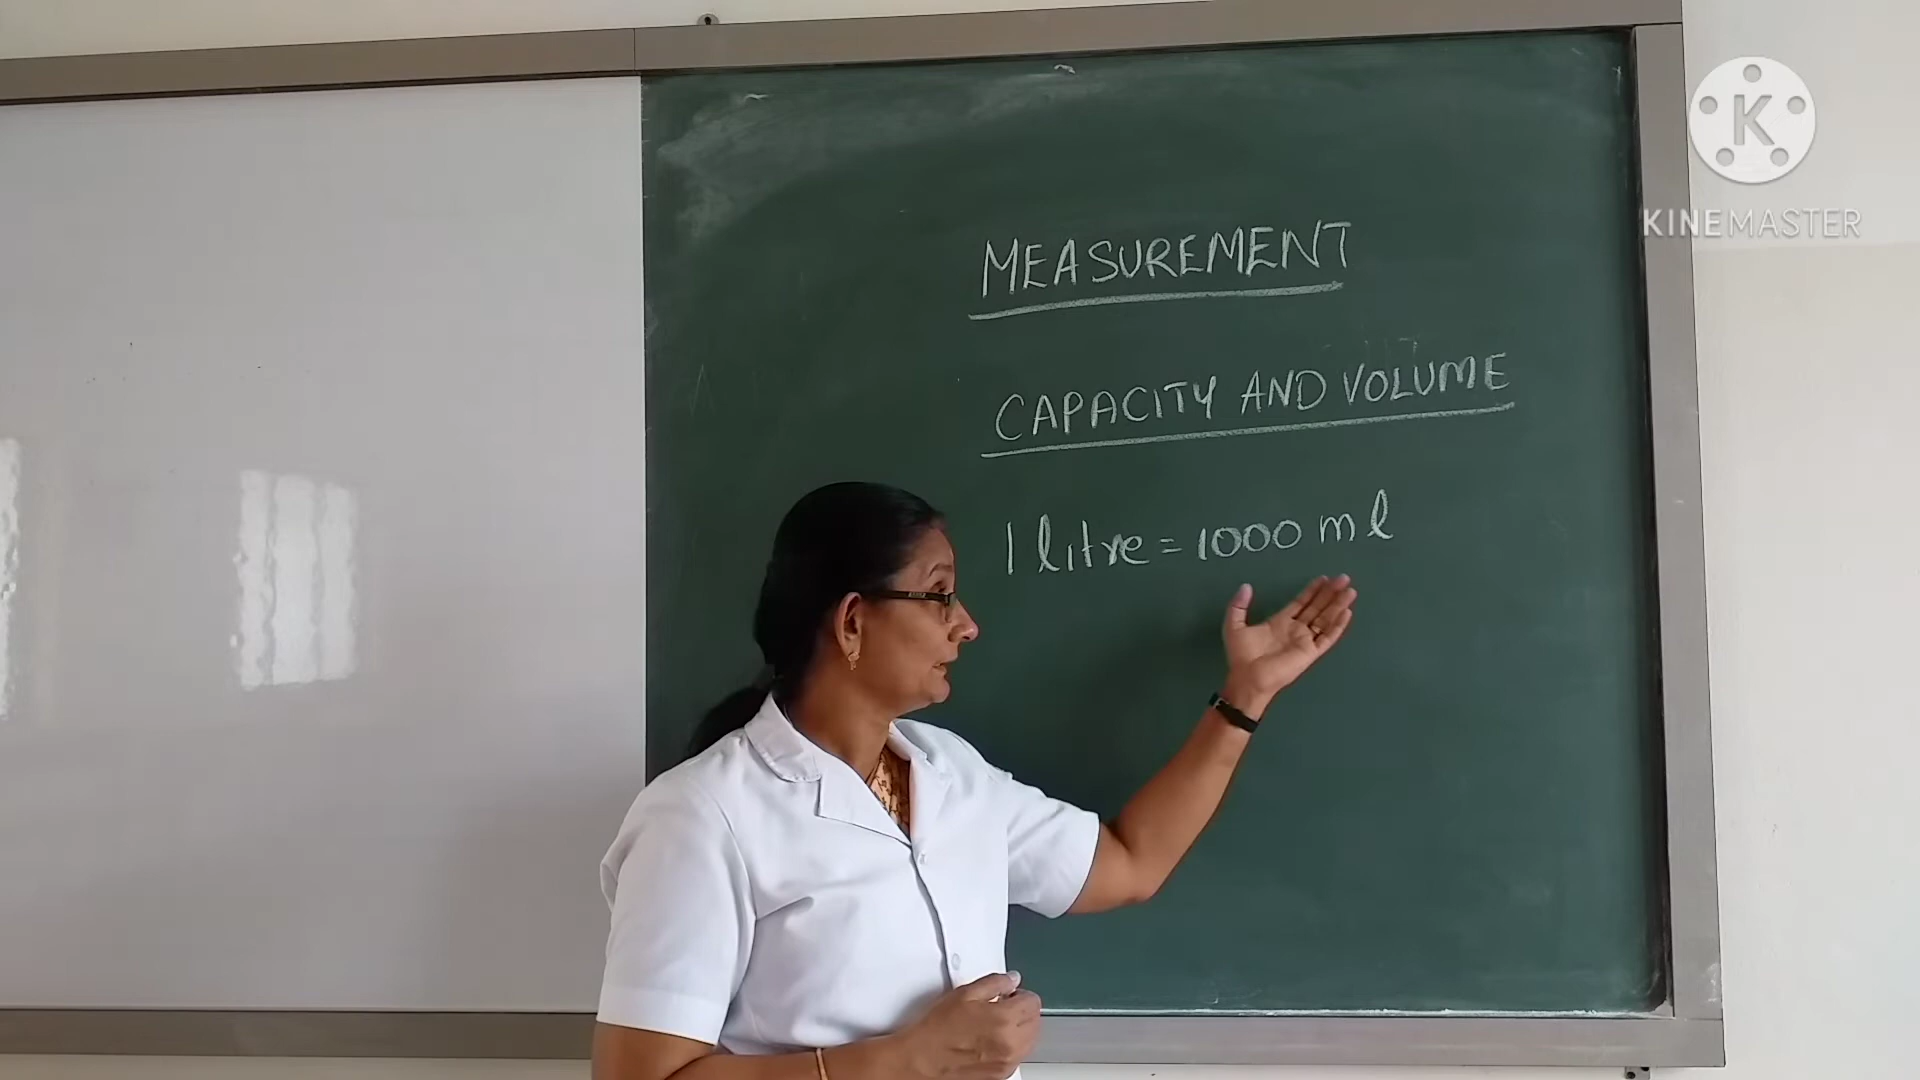 MEASUREMENT
CAPACITY AND VOLUME
1 litre = 1000 ml
K
KINEMASTER